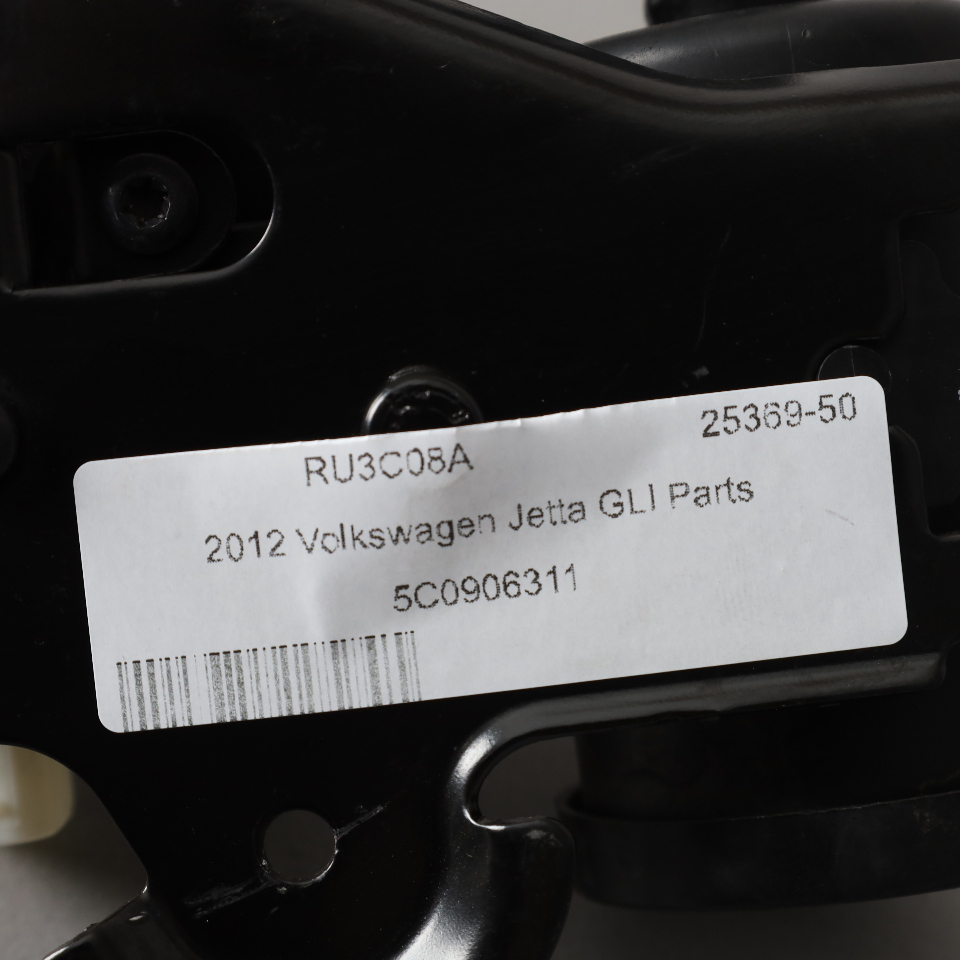 RU3C08A 25369-50
2012 Volkswagen Jetta GLI Parts
5C0906311